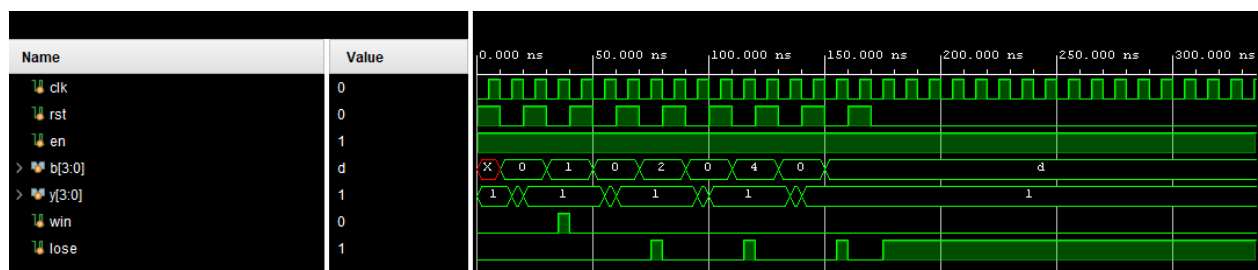 Name Value 0.000 ns 50.000 ns 100.000 ns 150.000 ns 200.000 ns 250.000 ns 300.000 ns
clk 0
rst 0
en 1
b[3:0] d X 0 1 0 2 0 4 0 d
y[3:0] 1 1 1 1 1 1
win 0
lose 1